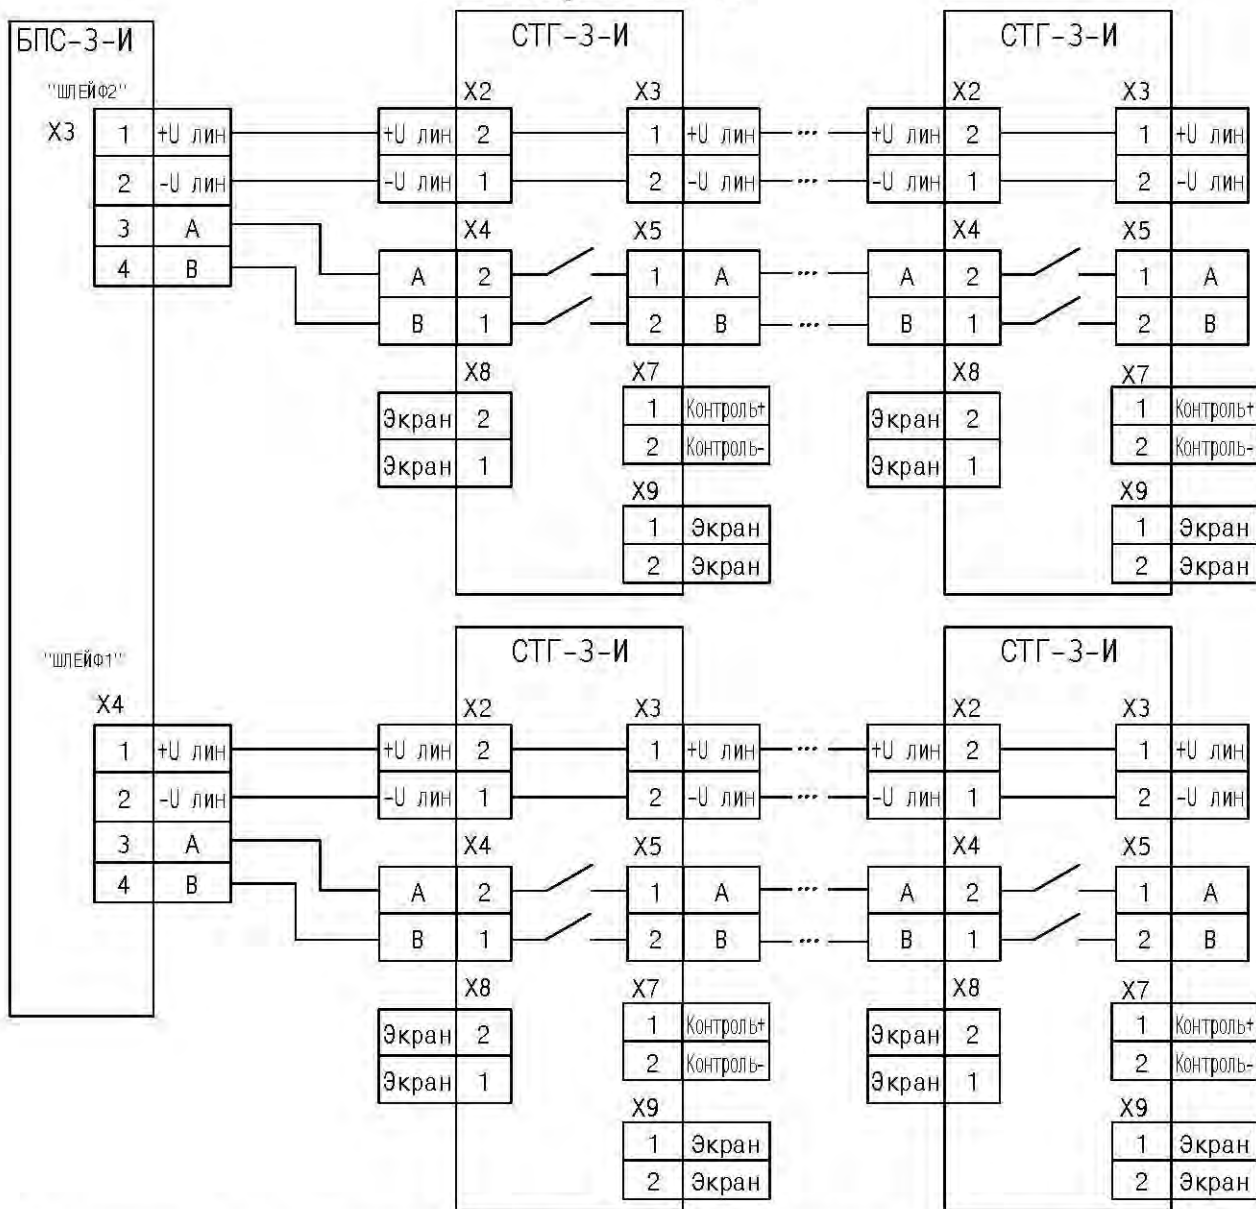 БПС-3-И
СТГ-3-И СТГ-3-И
"ШЛЕЙФ2"
X3
X2 X3 X2 X3
1 +U лин +U лин 2 1 +U лин ... +U лин 2 1 +U лин
2 -U лин -U лин 1 2 -U лин ... -U лин 1 2 -U лин
3 A
4 B
X4 X5 X4 X5
A 2 1 A ... A 2 1 A
B 1 2 B ... B 1 2 B
X8 X7 X8 X7
Экран 2 1 Контроль+ Экран 2 1 Контроль+
Экран 1 2 Контроль- Экран 1 2 Контроль-
X9 X9
1 Экран 1 Экран
2 Экран 2 Экран
СТГ-3-И СТГ-3-И
"ШЛЕЙФ1"
X4
X2 X3 X2 X3
1 +U лин +U лин 2 1 +U лин ... +U лин 2 1 +U лин
2 -U лин -U лин 1 2 -U лин ... -U лин 1 2 -U лин
3 A
4 B
X4 X5 X4 X5
A 2 1 A ... A 2 1 A
B 1 2 B ... B 1 2 B
X8 X7 X8 X7
Экран 2 1 Контроль+ Экран 2 1 Контроль+
Экран 1 2 Контроль- Экран 1 2 Контроль-
X9 X9
1 Экран 1 Экран
2 Экран 2 Экран